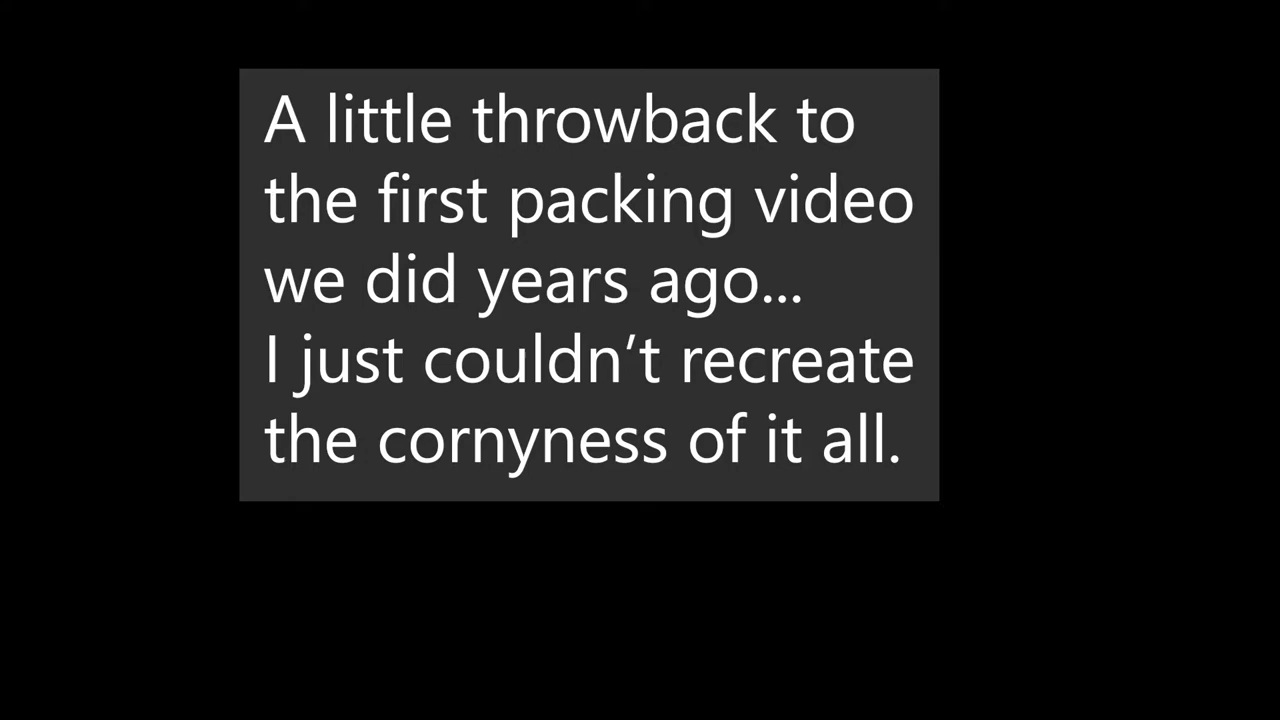 A little throwback to
the first packing video
we did years ago...
I just couldn’t recreate
the cornyness of it all.